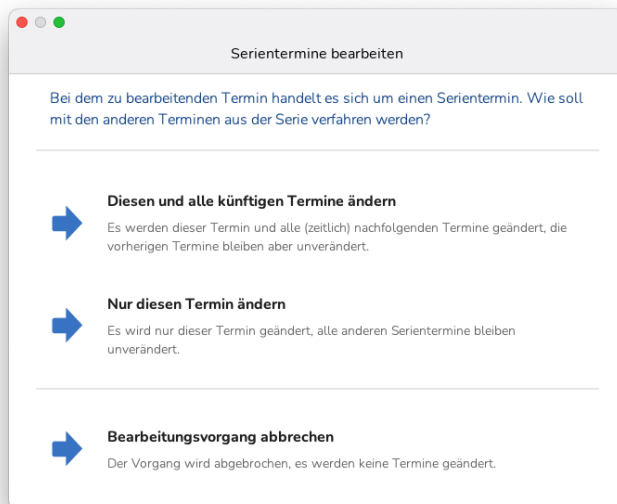 Serientermine bearbeiten
Bei dem zu bearbeitenden Termin handelt es sich um einen Serientermin. Wie soll
mit den anderen Terminen aus der Serie verfahren werden?
Diesen und alle künftigen Termine ändern
Es werden dieser Termin und alle (zeitlich) nachfolgenden Termine geändert, die
vorherigen Termine bleiben aber unverändert.
Nur diesen Termin ändern
Es wird nur dieser Termin geändert, alle anderen Serientermine bleiben
unverändert.
Bearbeitungsvorgang abbrechen
Der Vorgang wird abgebrochen, es werden keine Termine geändert.